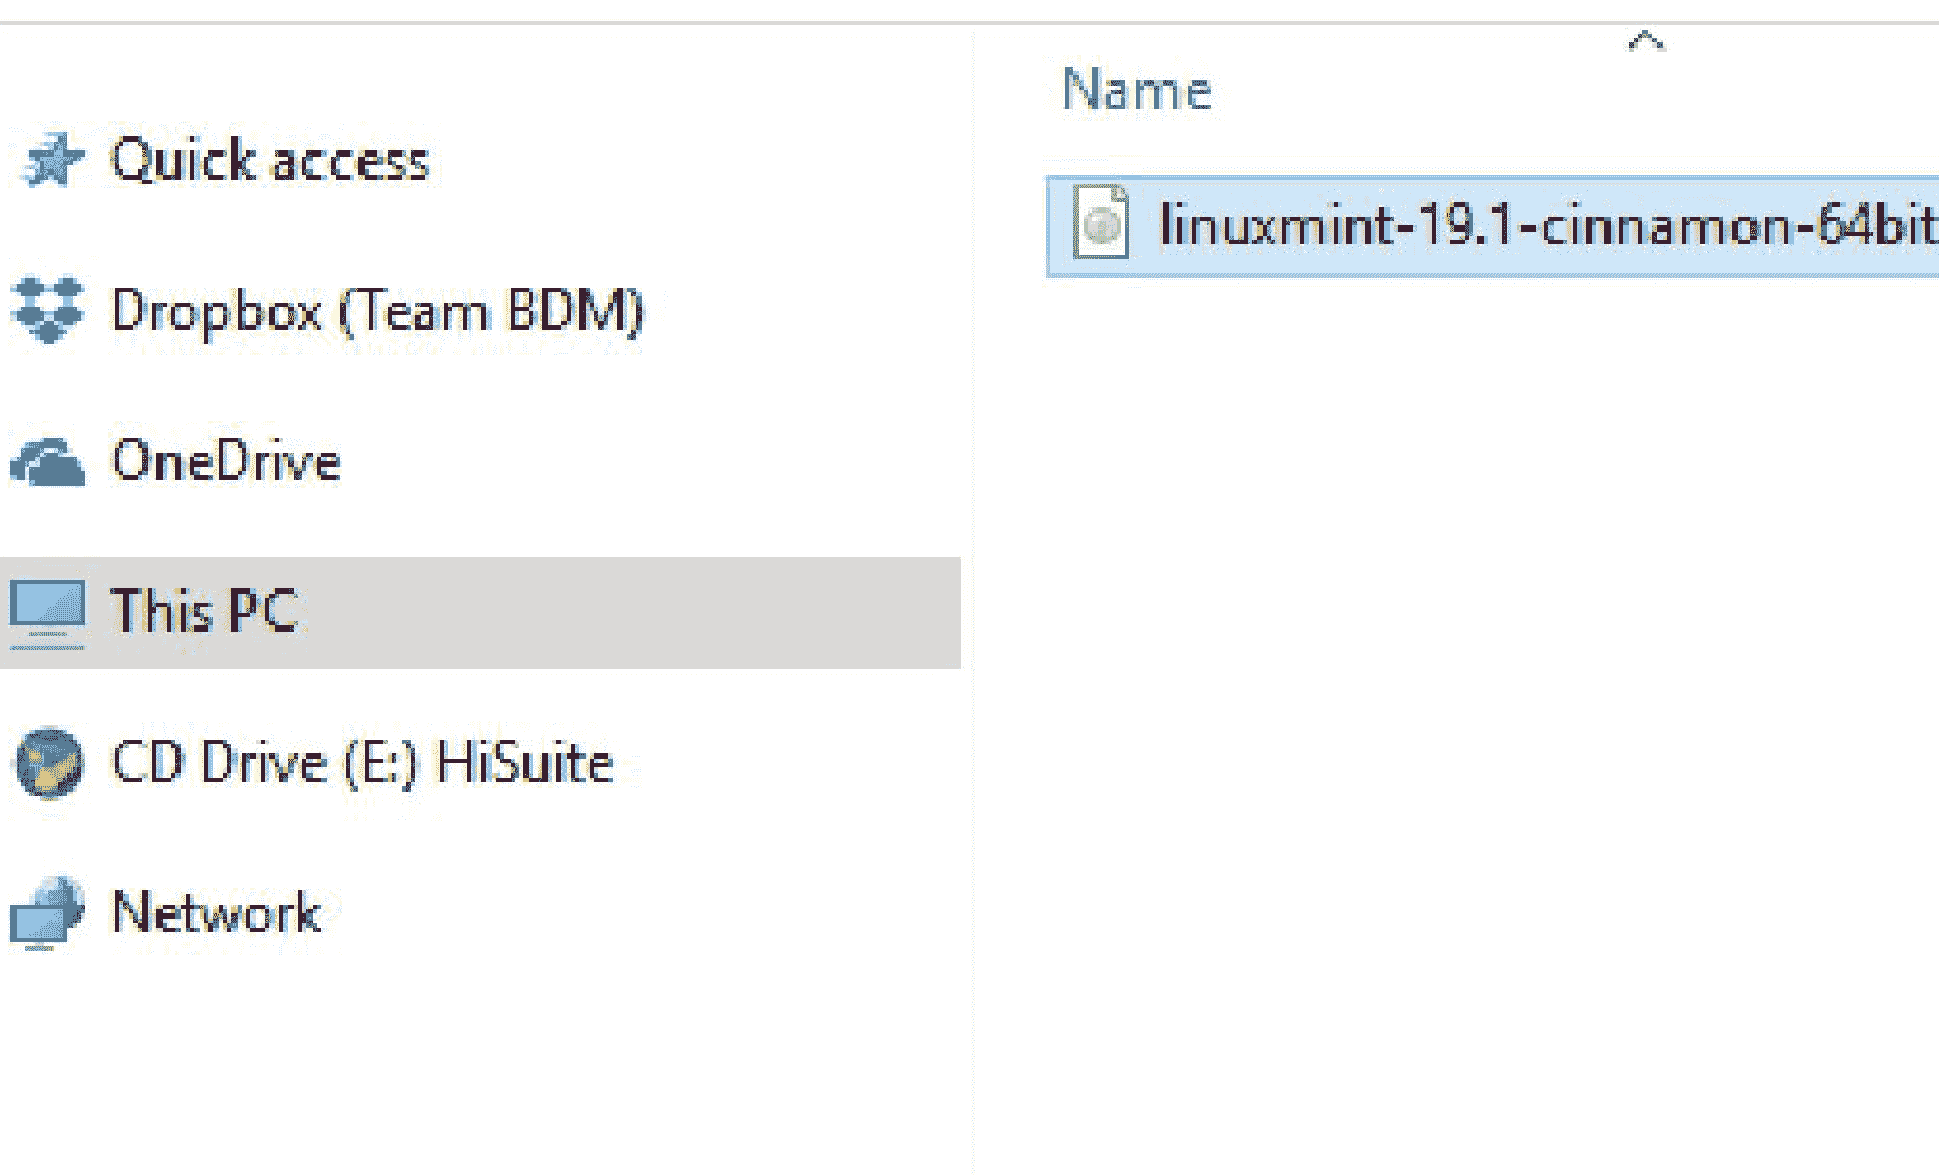 Name
Quick access
linuxmint-19.1-cinnamon-64bit
Dropbox (Team BDM)
OneDrive
This PC
CD Drive (E:) HiSuite
Network